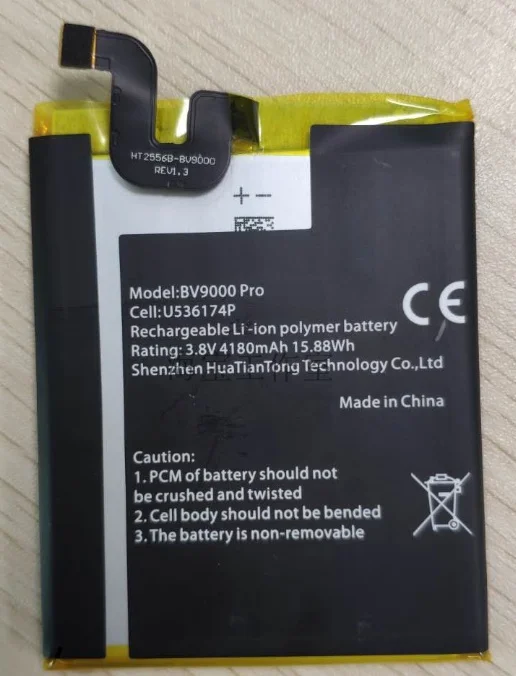 HT2556B-BV9000
REV1.3
+ −
Model:BV9000 Pro
Cell:U536174P
Rechargeable Li-ion polymer battery
Rating: 3.8V 4180mAh 15.88Wh
Shenzhen HuaTianTong Technology Co.,Ltd
CE
Made in China
Caution:
1. PCM of battery should not
be crushed and twisted
2. Cell body should not be bended
3. The battery is non-removable